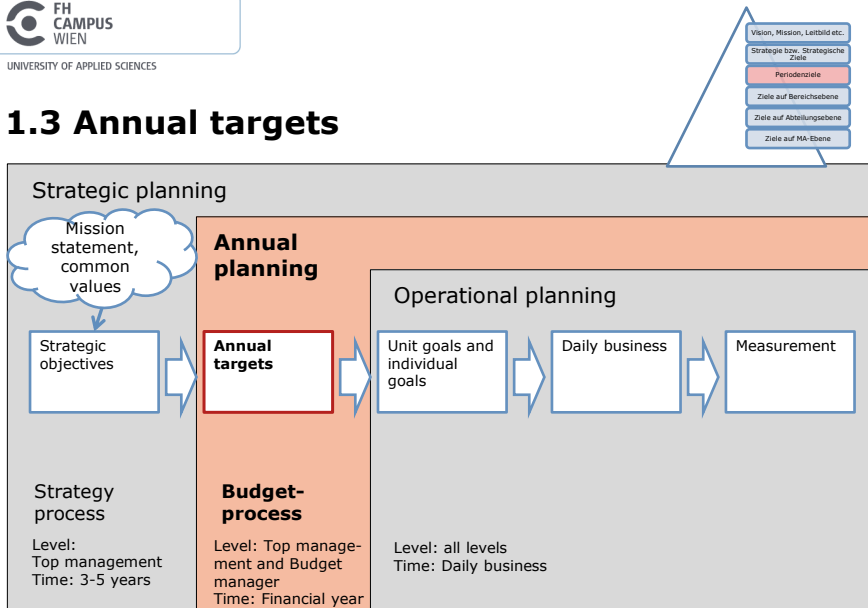 FH
CAMPUS
WIEN
UNIVERSITY OF APPLIED SCIENCES
Vision, Mission, Leitbild etc.
Strategie bzw. Strategische
Ziele
Periodenziele
Ziele auf Bereichsebene
Ziele auf Abteilungsebene
Ziele auf MA-Ebene
1.3 Annual targets
Strategic planning
Mission
statement,
common
values
Annual
planning
Operational planning
Strategic
objectives
Annual
targets
Unit goals and
individual
goals
Daily business
Measurement
Strategy
process
Level:
Top management
Time: 3-5 years
Budget-
process
Level: Top manage-
ment and Budget
manager
Time: Financial year
Level: all levels
Time: Daily business